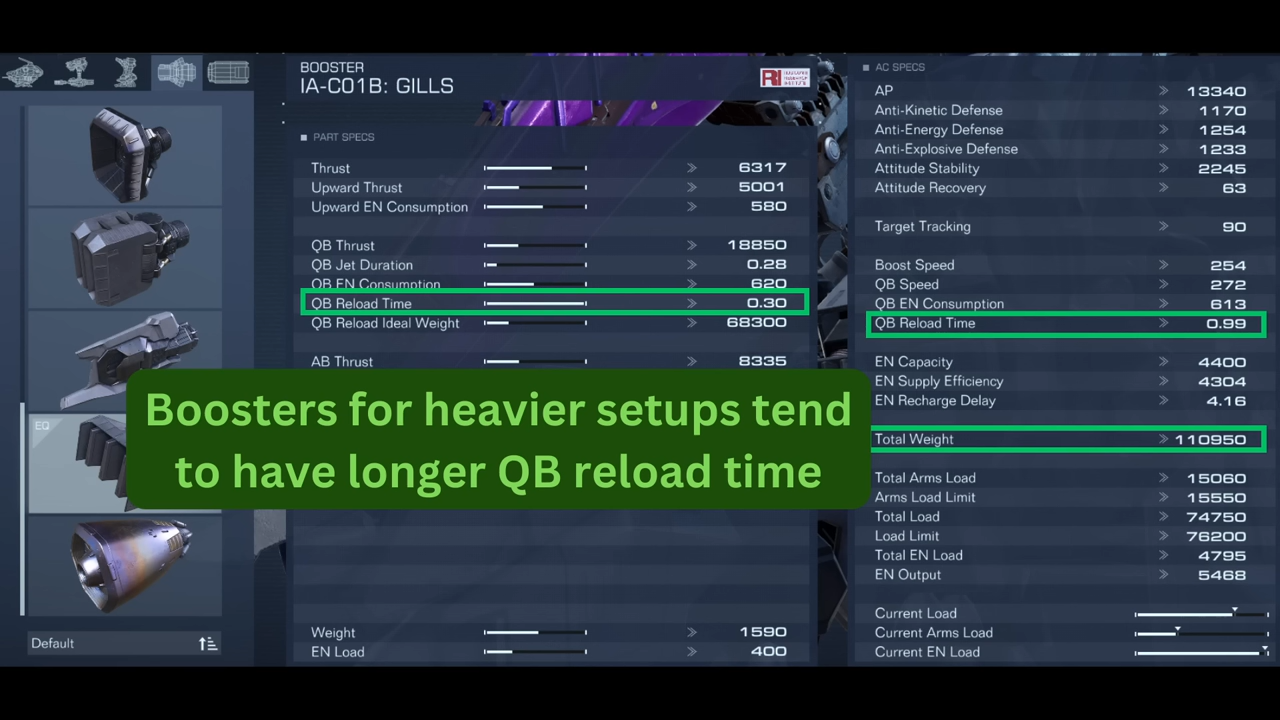 BOOSTER
IA-C01B: GILLS
RI
PART SPECS
Thrust 6317
Upward Thrust 5001
Upward EN Consumption 580
QB Thrust 18850
QB Jet Duration 0.28
QB EN Consumption 620
QB Reload Time 0.30
QB Reload Ideal Weight 68300
AB Thrust 8335
EQ
Boosters for heavier setups tend
to have longer QB reload time
Weight 1590
EN Load 400
Default
AC SPECS
AP 13340
Anti-Kinetic Defense 1170
Anti-Energy Defense 1254
Anti-Explosive Defense 1233
Attitude Stability 2245
Attitude Recovery 63
Target Tracking 90
Boost Speed 254
QB Speed 272
QB EN Consumption 613
QB Reload Time 0.99
EN Capacity 4400
EN Supply Efficiency 4304
EN Recharge Delay 4.16
Total Weight 110950
Total Arms Load 15060
Arms Load Limit 15550
Total Load 74750
Load Limit 76200
Total EN Load 4795
EN Output 5468
Current Load
Current Arms Load
Current EN Load